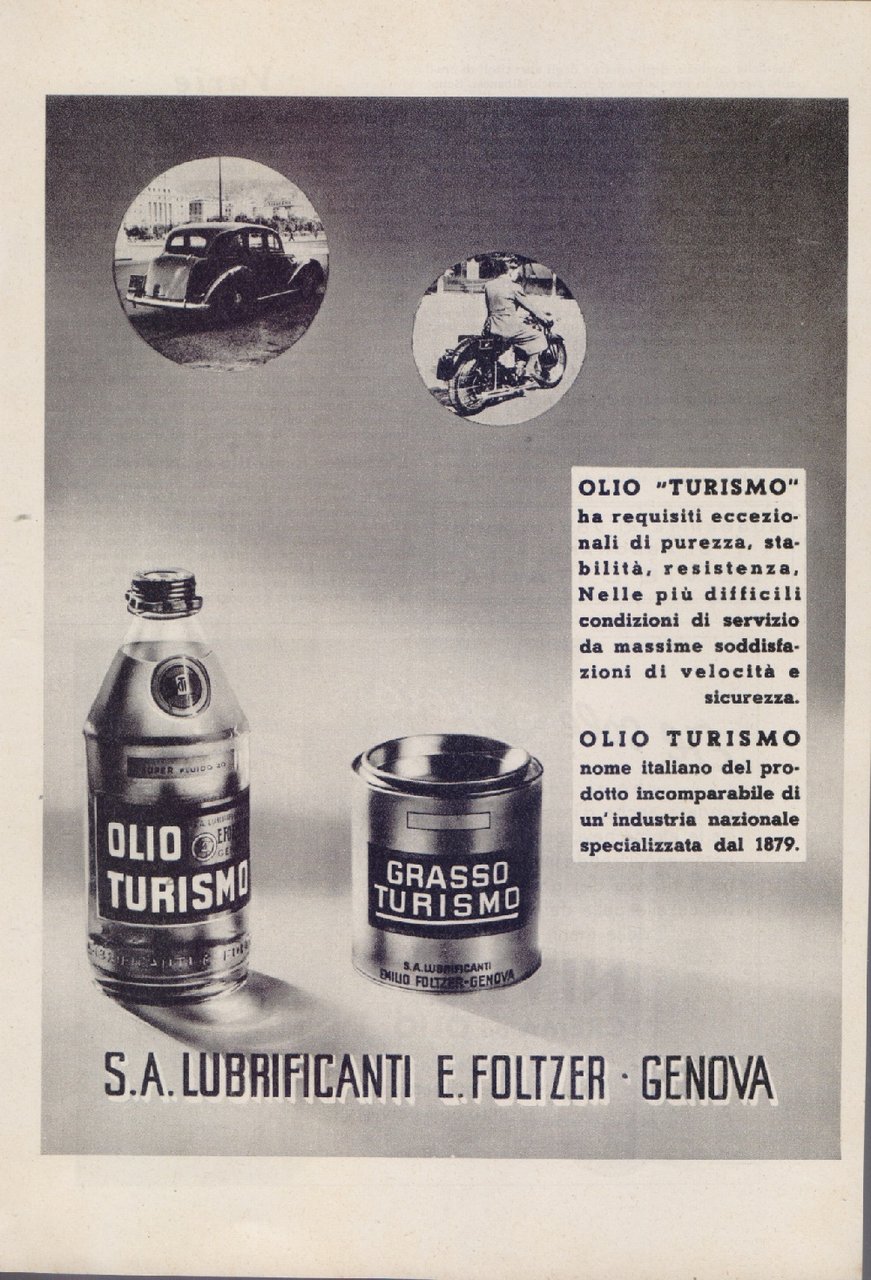 OLIO "TURISMO"
ha requisiti eccezio-
nali di purezza, sta-
bilità, resistenza,
Nelle più difficili
condizioni di servizio
da massime soddisfa-
zioni di velocità e
sicurezza.
OLIO TURISMO
nome italiano del pro-
dotto incomparabile di
un'industria nazionale
specializzata dal 1879.
SUPER FLUIDO
OLIO
TURISMO
GRASSO
TURISMO
S.A. LUBRIFICANTI
EMILIO FOLTZER-GENOVA
S.A. LUBRIFICANTI E. FOLTZER · GENOVA